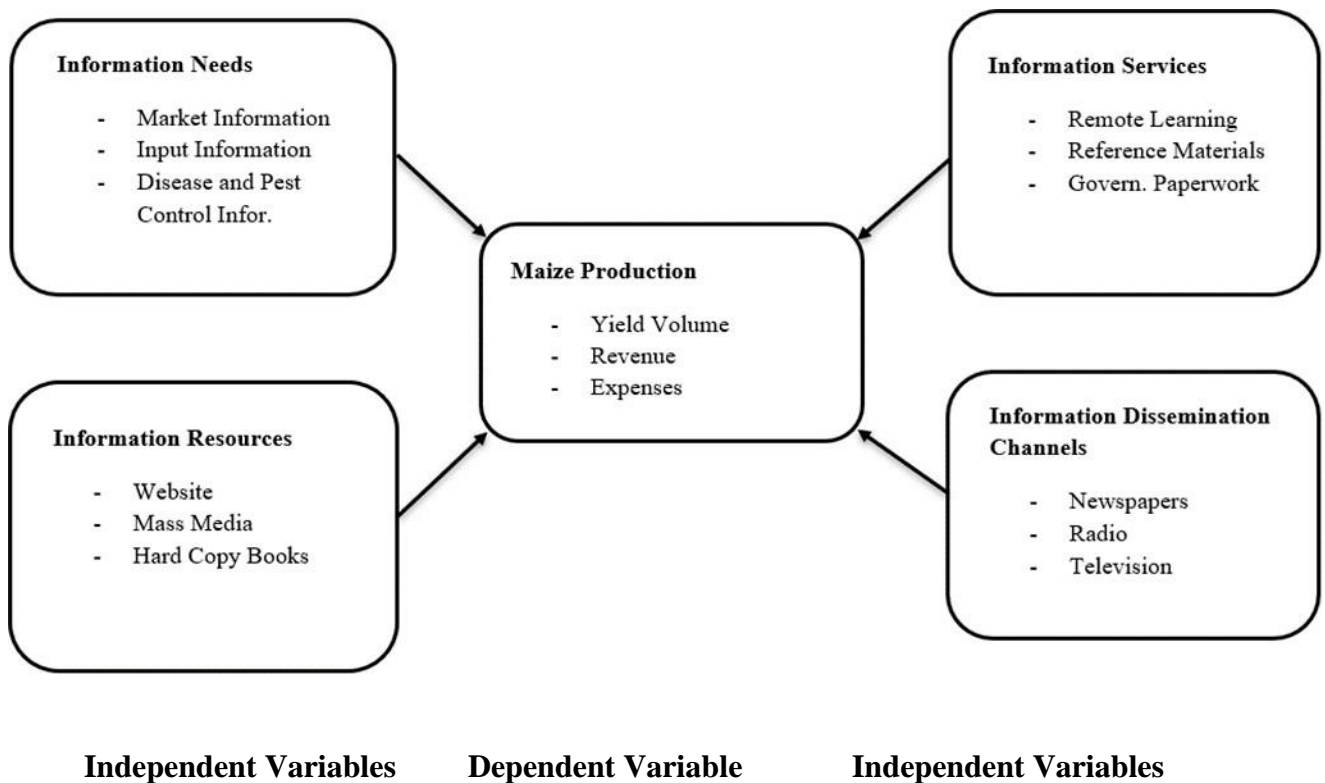 Information Needs
- Market Information
- Input Information
- Disease and Pest
Control Infor.
Information Services
- Remote Learning
- Reference Materials
- Govern. Paperwork
Maize Production
- Yield Volume
- Revenue
- Expenses
Information Resources
- Website
- Mass Media
- Hard Copy Books
Information Dissemination
Channels
- Newspapers
- Radio
- Television
Independent Variables Dependent Variable Independent Variables